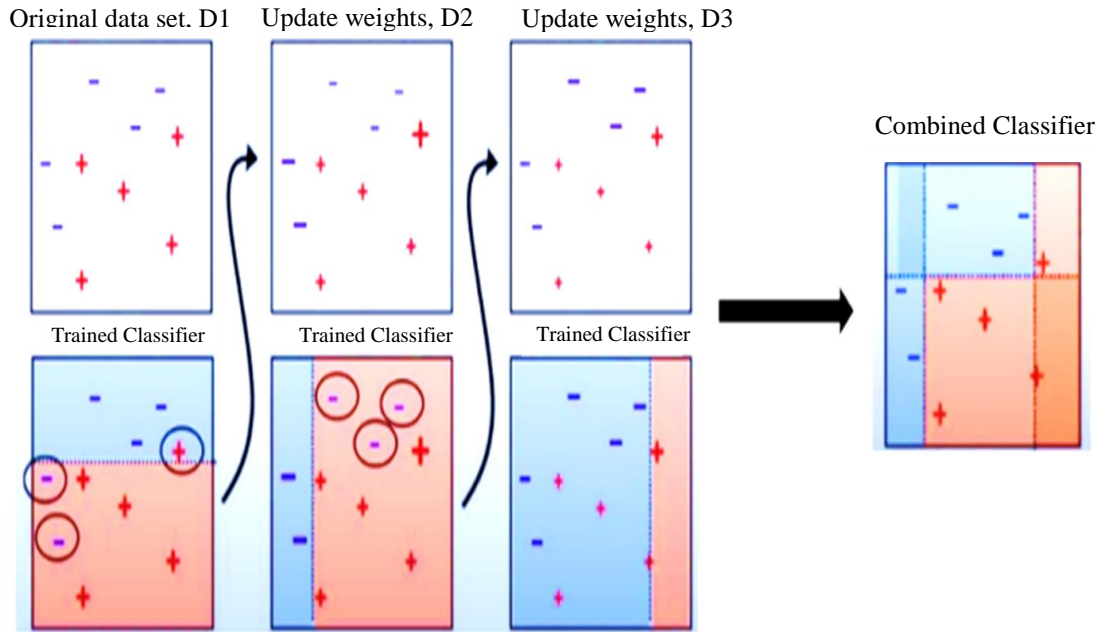 Original data set, D1
Update weights, D2
Update weights, D3
Combined Classifier
Trained Classifier
Trained Classifier
Trained Classifier